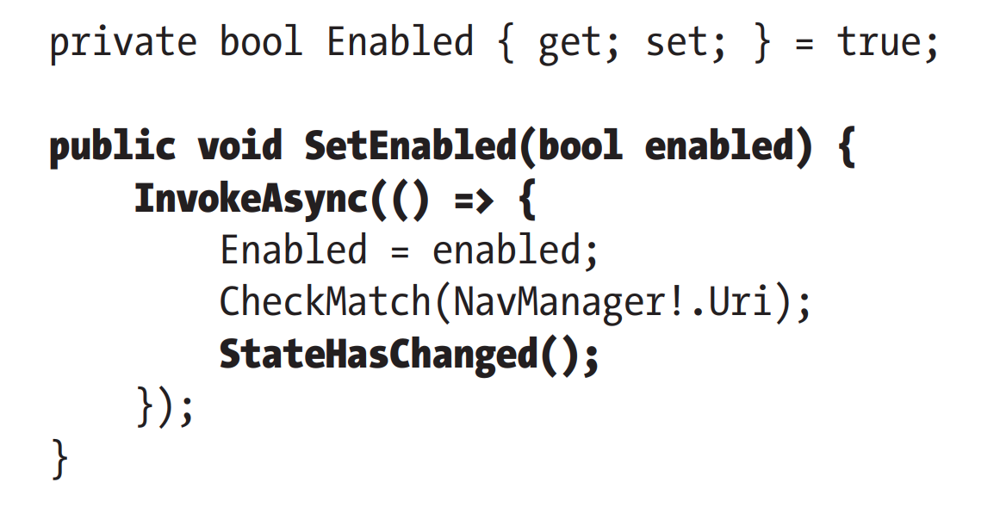 private bool Enabled { get; set; } = true;
public void SetEnabled(bool enabled) {
    InvokeAsync(() => {
        Enabled = enabled;
        CheckMatch(NavManager!.Uri);
        StateHasChanged();
    });
}